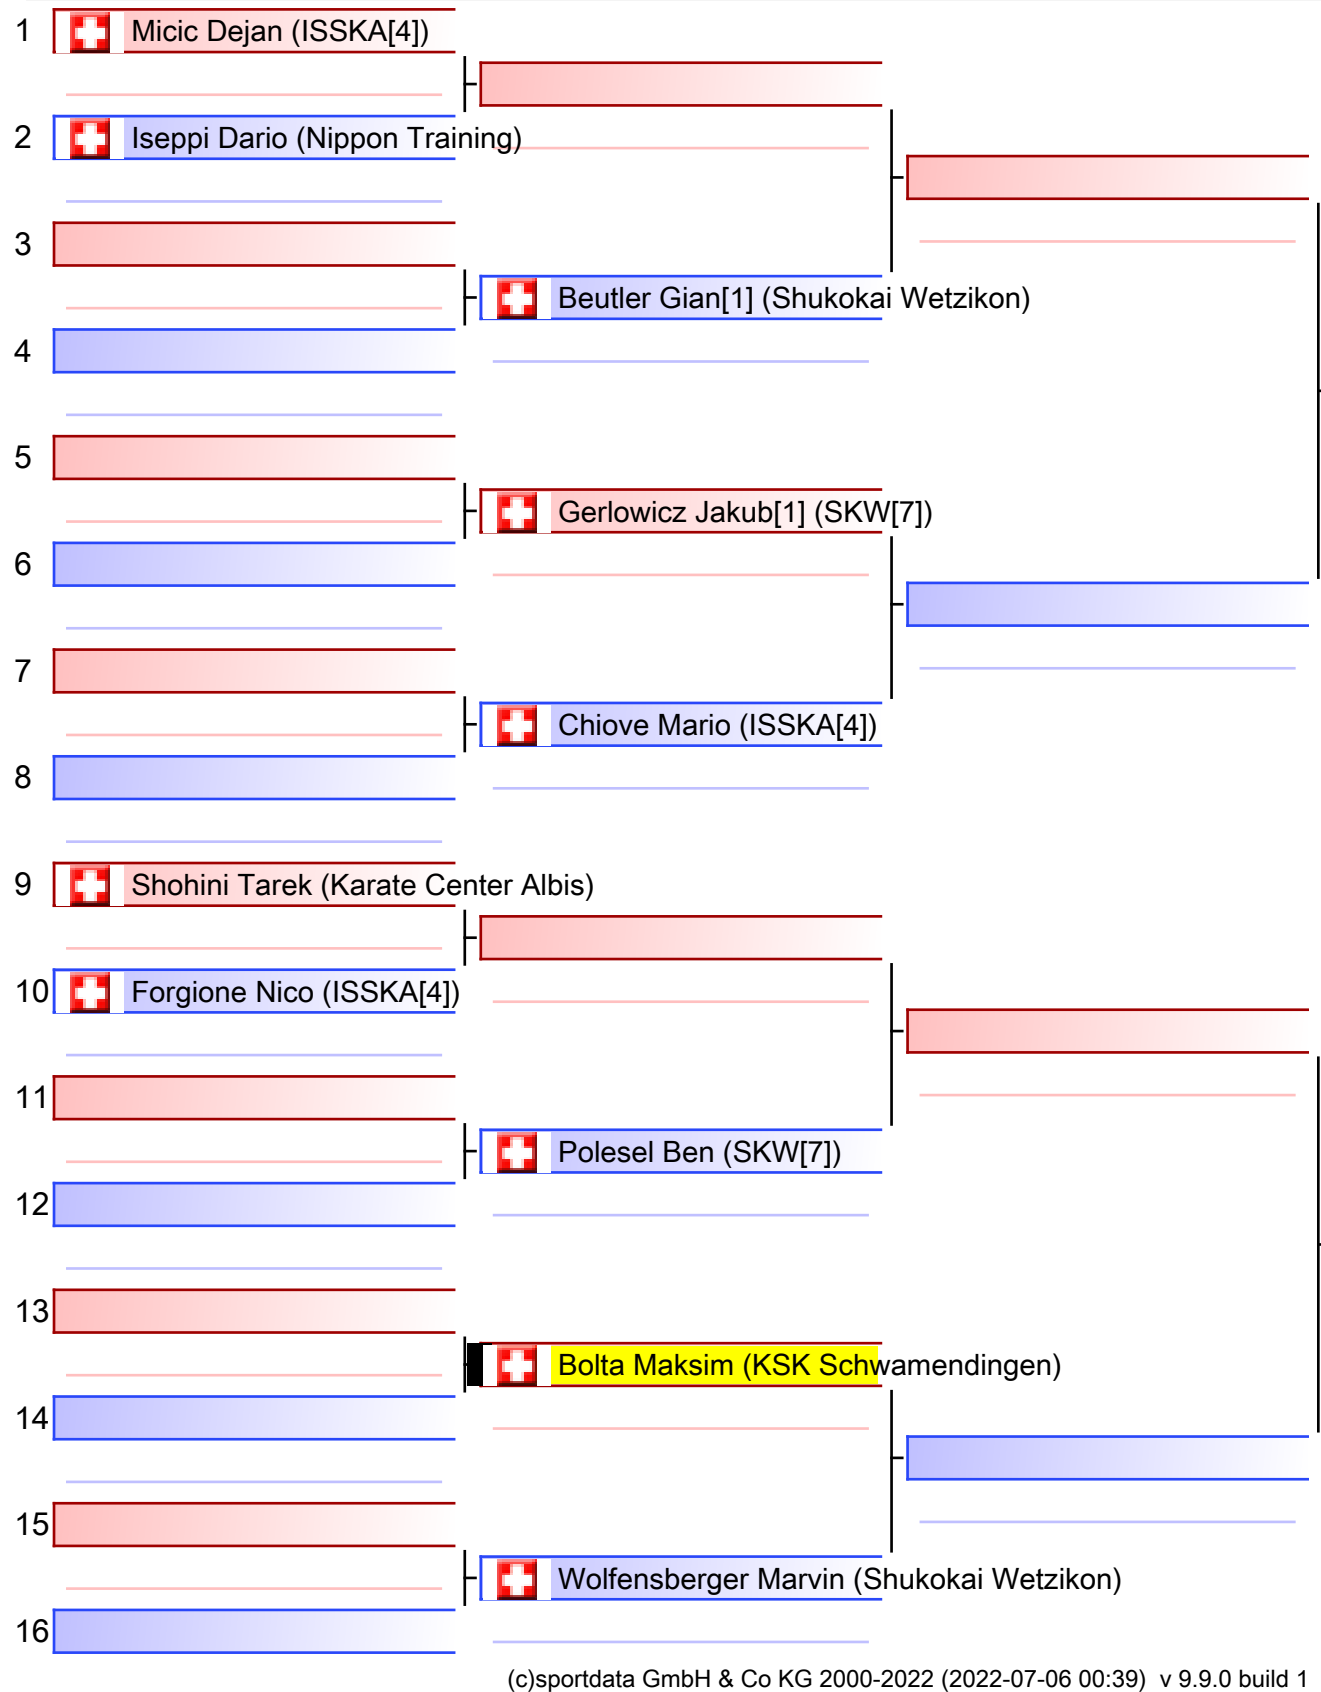 1 Micic Dejan (ISSKA[4])
2 Iseppi Dario (Nippon Training)
3
Beutler Gian[1] (Shukokai Wetzikon)
4
5
Gerlowicz Jakub[1] (SKW[7])
6
7
Chiove Mario (ISSKA[4])
8
9 Shohini Tarek (Karate Center Albis)
10 Forgione Nico (ISSKA[4])
11
Polesel Ben (SKW[7])
12
13
Bolta Maksim (KSK Schwamendingen)
14
15
Wolfensberger Marvin (Shukokai Wetzikon)
16
(c)sportdata GmbH & Co KG 2000-2022 (2022-07-06 00:39) v 9.9.0 build 1